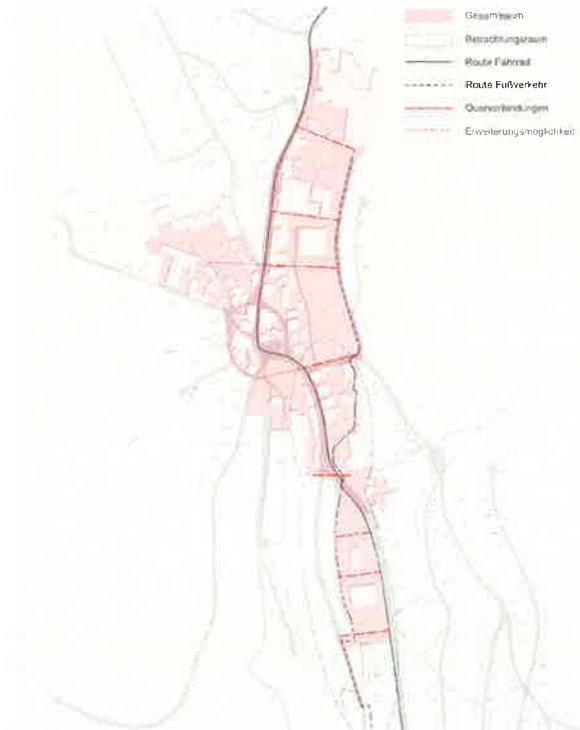 Gesamtraum
Betrachtungsraum
Route Fahrrad
Route Fußverkehr
Querverbindungen
Erweiterungsmöglichkeit